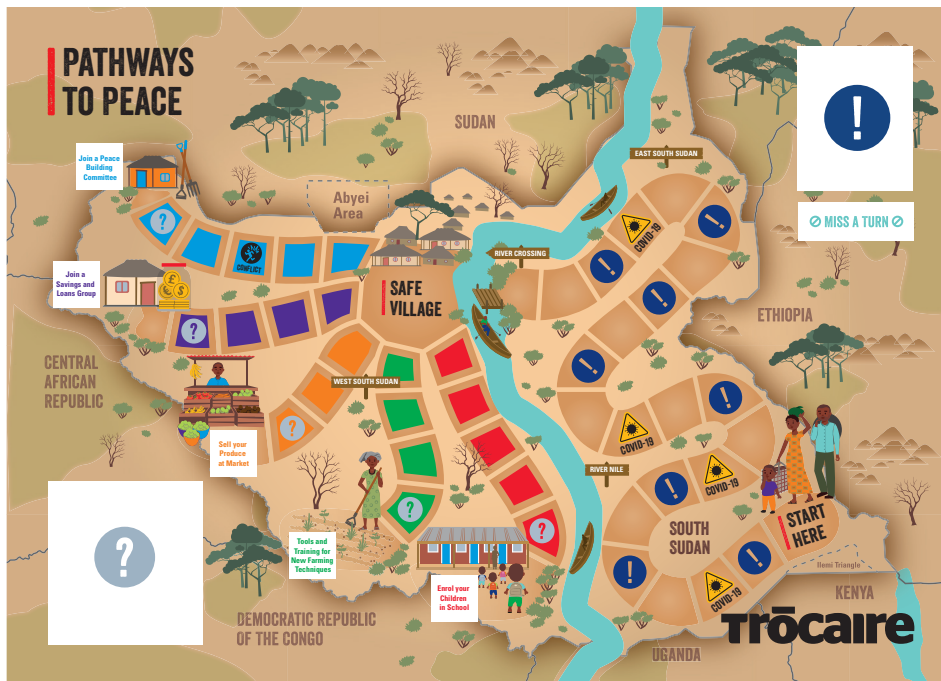 PATHWAYS
TO PEACE
SUDAN
EAST SOUTH SUDAN
!
⊘ MISS A TURN ⊘
Join a Peace
Building
Committee
Abyei
Area
?
CONFLICT
COVID-19
!
!
RIVER CROSSING
Join a
Savings and
Loans Group
SAFE
VILLAGE
!
ETHIOPIA
?
CENTRAL
AFRICAN
REPUBLIC
WEST SOUTH SUDAN
!
!
Sell your
Produce
at Market
?
COVID-19
RIVER NILE
COVID-19
!
?
START
HERE
?
?
SOUTH
SUDAN
Tools and
Training for
New Farming
Techniques
!
!
Demi Triangle
Enrol your
Children
in School
COVID-19
KENYA
DEMOCRATIC REPUBLIC
OF THE CONGO
Trōcaire
UGANDA